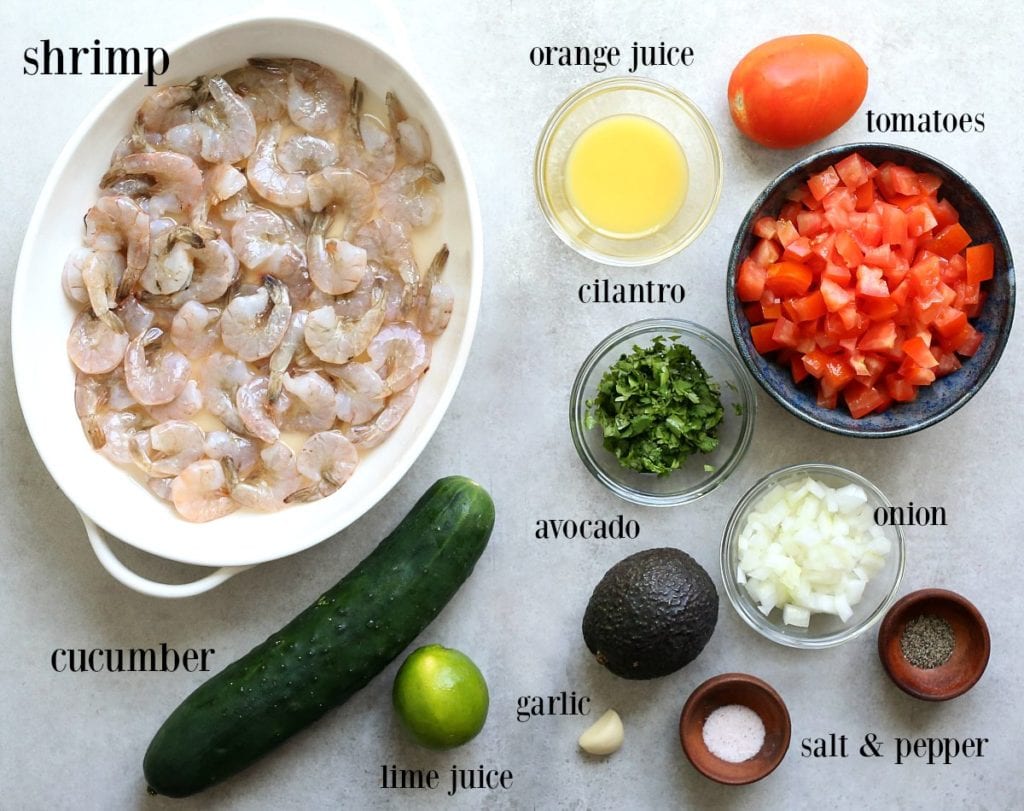 shrimp
orange juice
tomatoes
cilantro
avocado
onion
cucumber
garlic
salt & pepper
lime juice